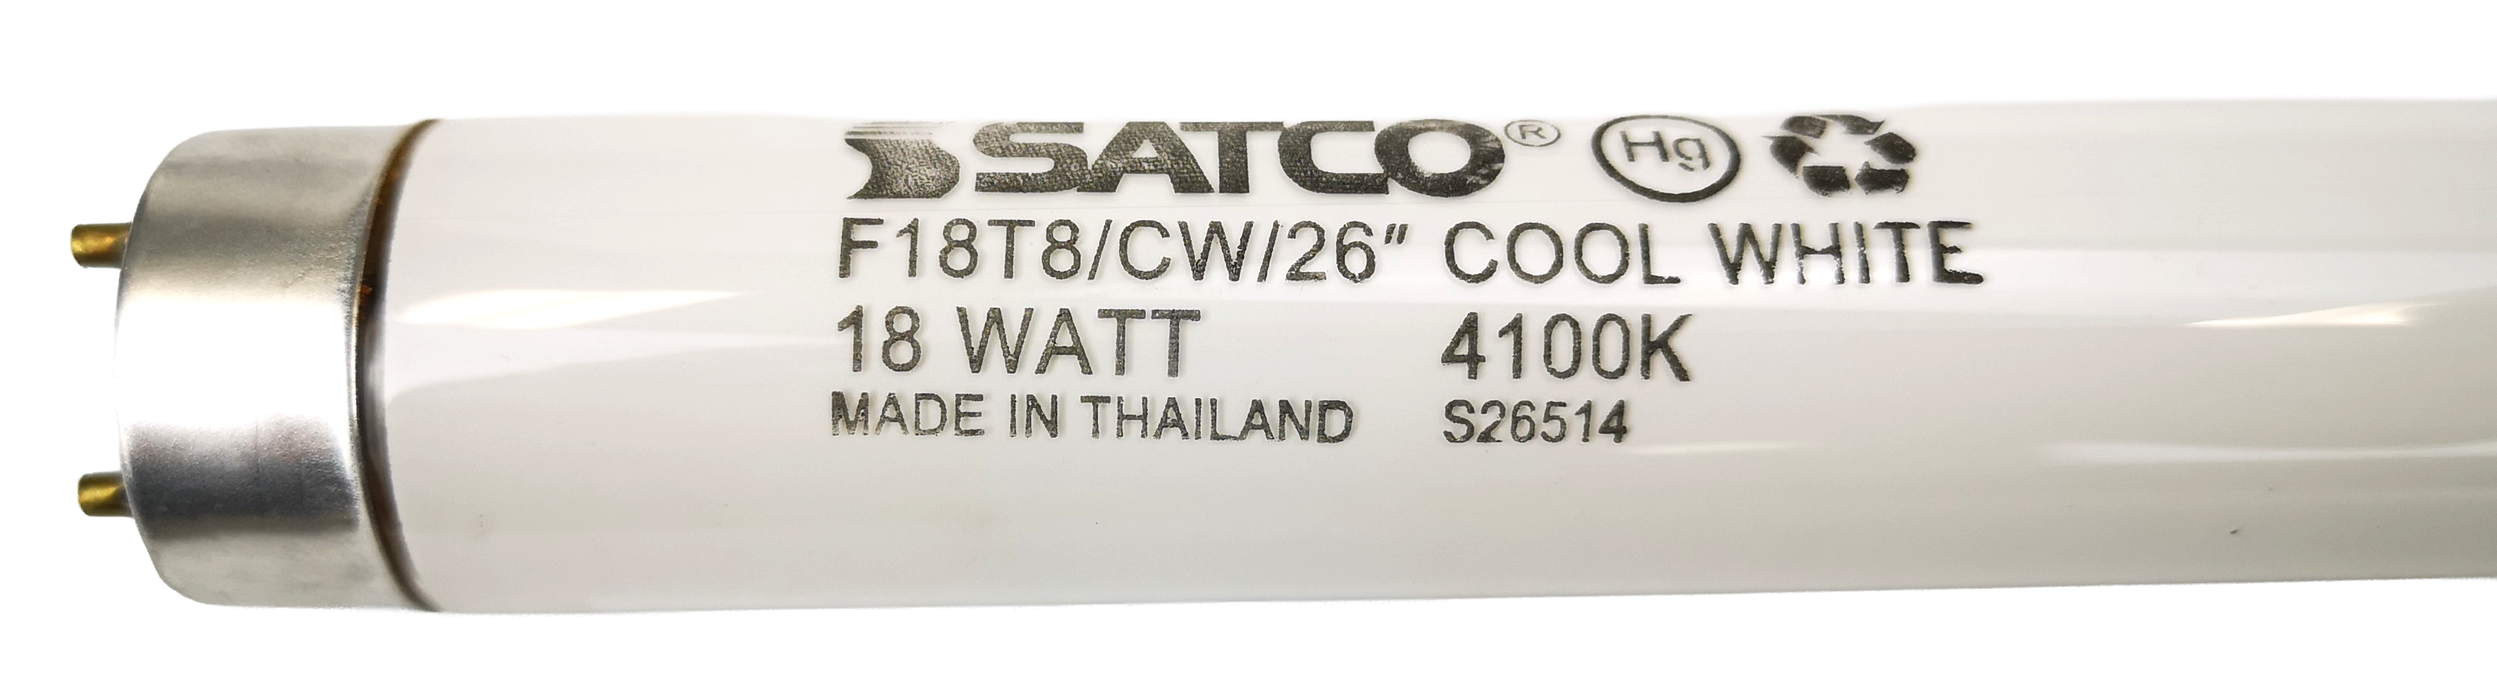 SATCO® Hg
F18T8/CW/26" COOL WHITE
18 WATT 4100K
MADE IN THAILAND S26514